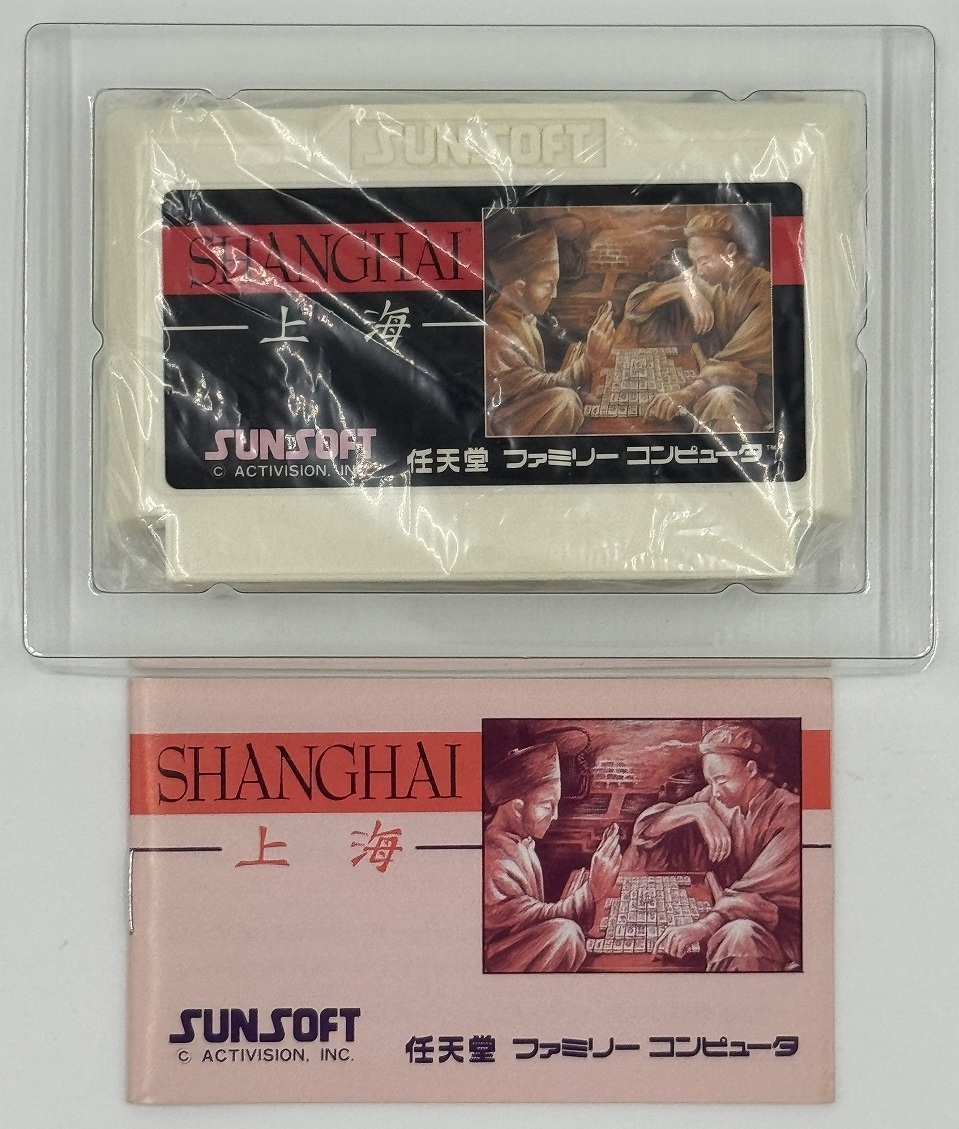 SUNSOFT
SHANGHAI™
上海
SUNSOFT
© ACTIVISION, INC.
任天堂 ファミリー コンピュータ™
SHANGHAI
上海
SUNSOFT
© ACTIVISION, INC.
任天堂 ファミリー コンピュータ